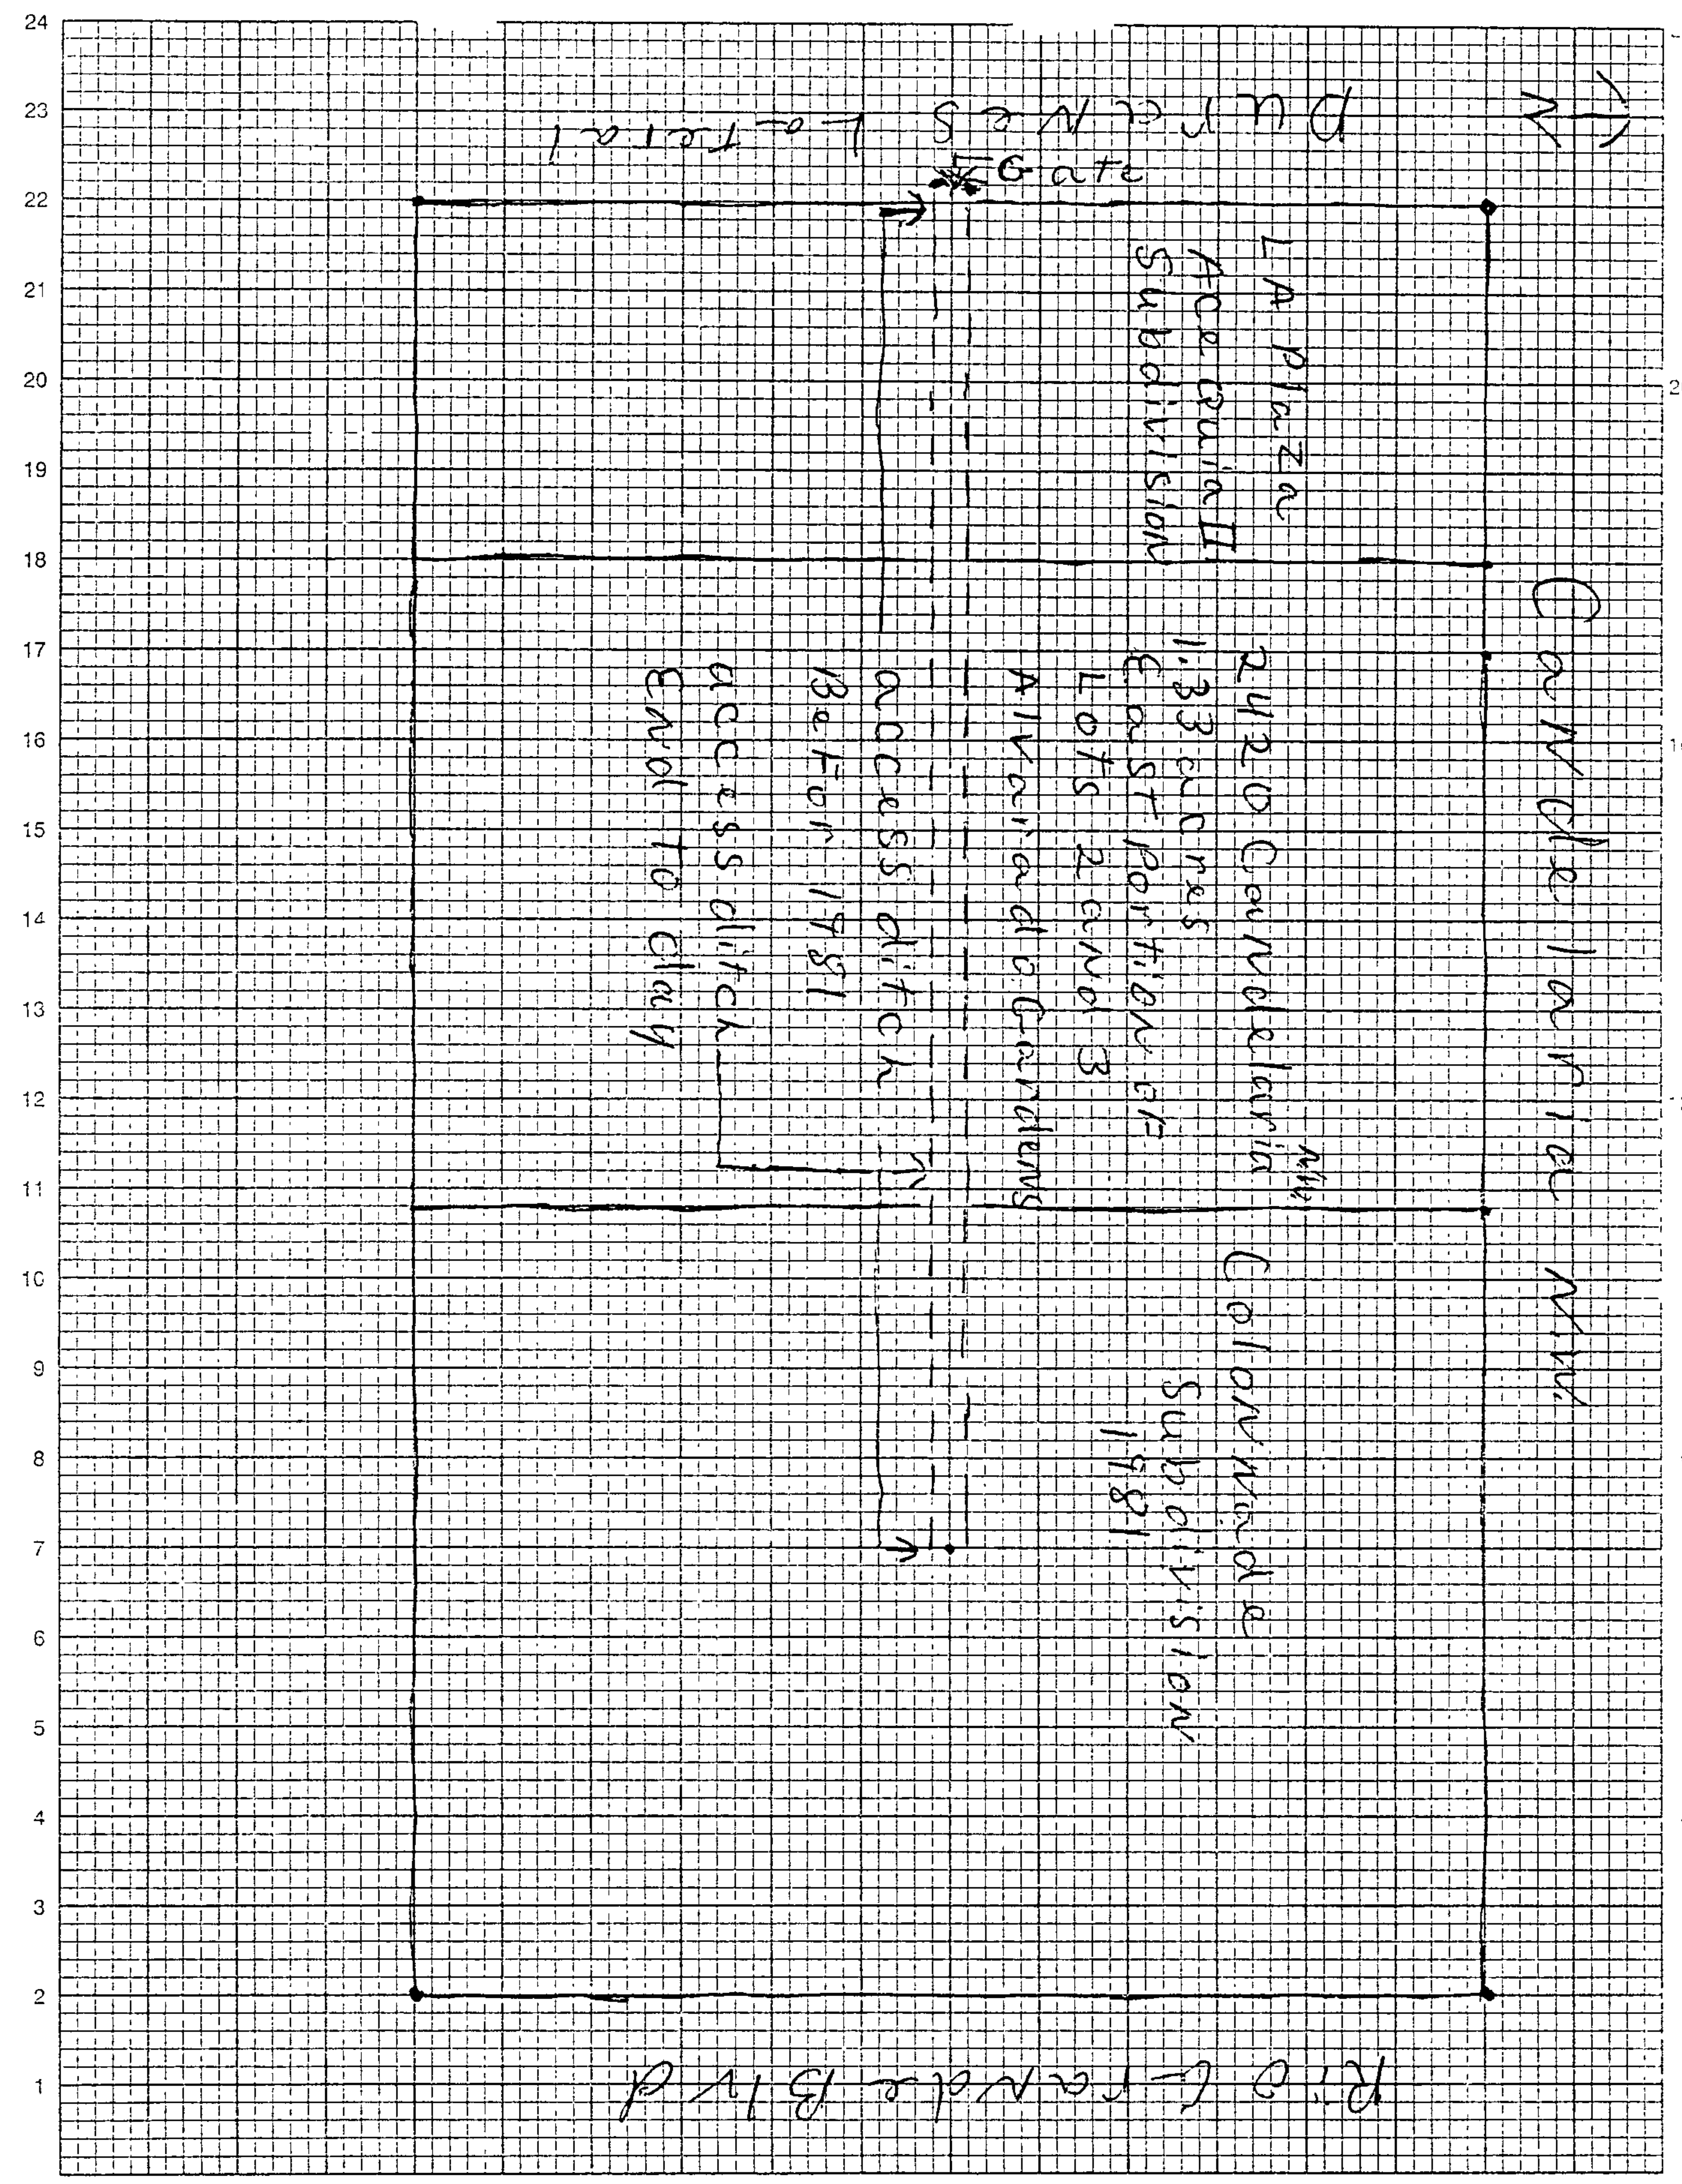 24
23
22
21
20
19
18
17
16
15
14
13
12
11
10
9
8
7
6
5
4
3
2
1
Duranes Lateral
Gate
Candelaria NW.
LA Plaza
AceQuia II
Subdivision
2420 Candelaria NW.
1.33 acres
East Portion oF
Lots 2 and 3
Alvarado Gardens
access ditch
BeFor 1981
access ditch
End to day
Colonnade
Subdivision
1981
Rio Grande Blvd